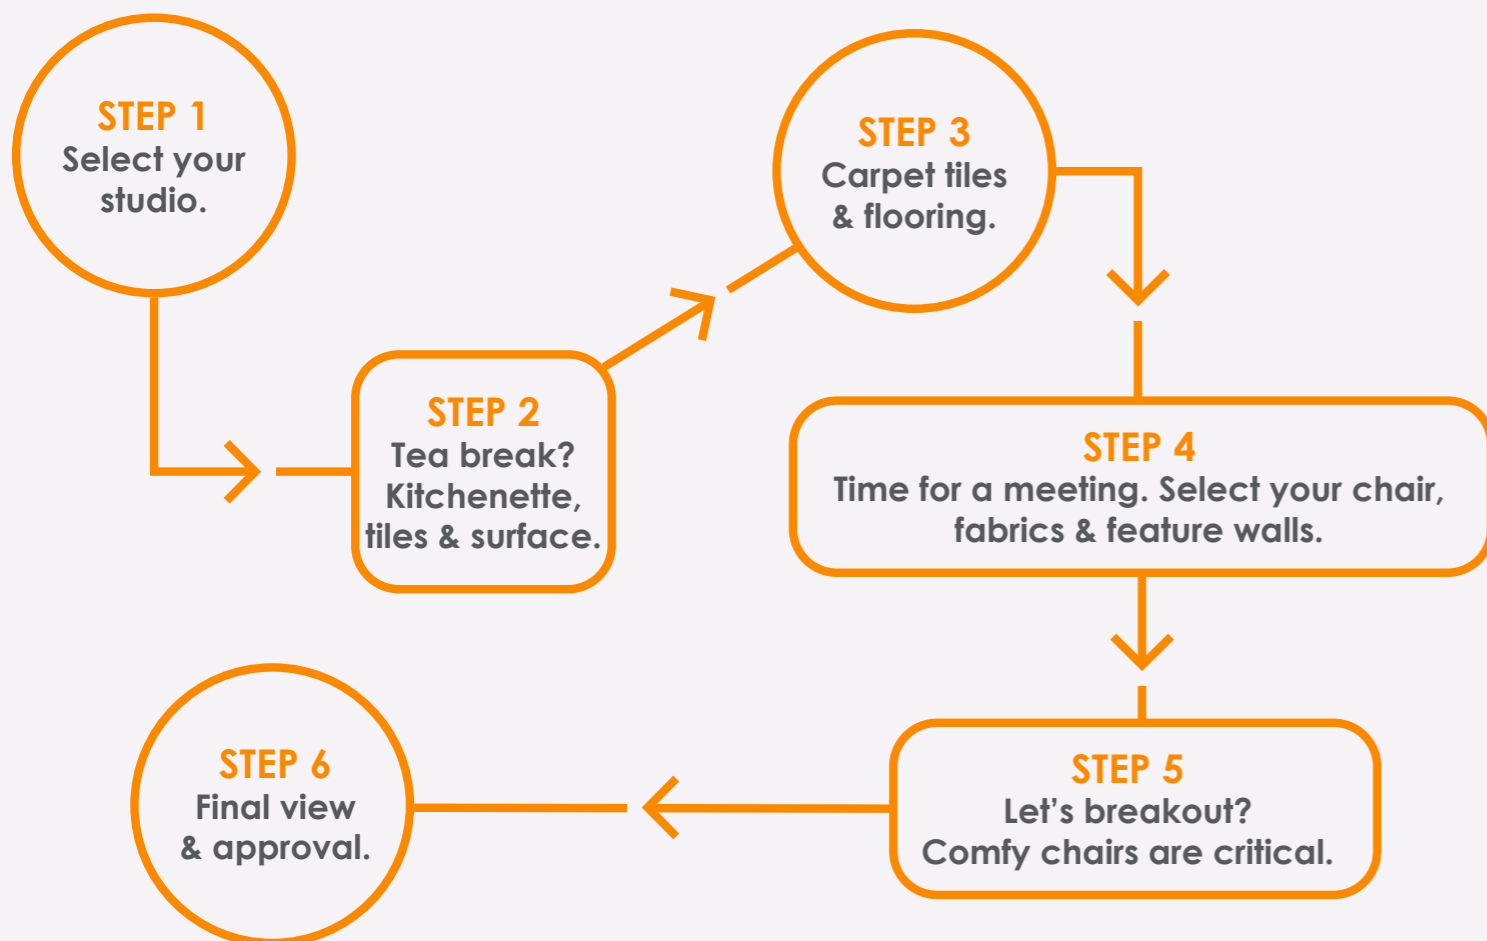 STEP 1
Select your
studio.
STEP 2
Tea break?
Kitchenette,
tiles & surface.
STEP 3
Carpet tiles
& flooring.
STEP 4
Time for a meeting. Select your chair,
fabrics & feature walls.
STEP 5
Let’s breakout?
Comfy chairs are critical.
STEP 6
Final view
& approval.